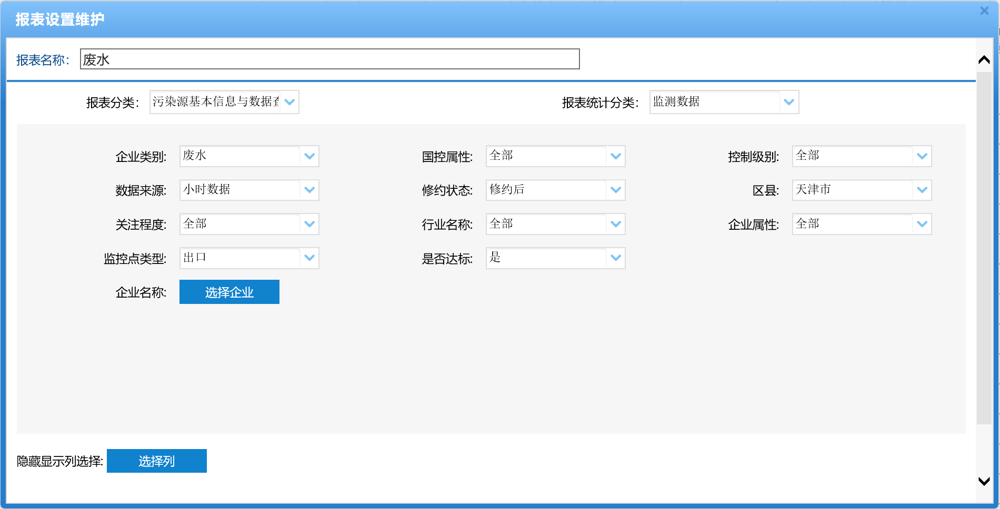 报表设置维护
报表名称： 废水
报表分类： 污染源基本信息与数据查 报表统计分类： 监测数据
企业类别: 废水 国控属性: 全部 控制级别: 全部
数据来源: 小时数据 修约状态: 修约后 区县: 天津市
关注程度: 全部 行业名称: 全部 企业属性: 全部
监控点类型: 出口 是否达标: 是
企业名称: 选择企业
隐藏显示列选择: 选择列